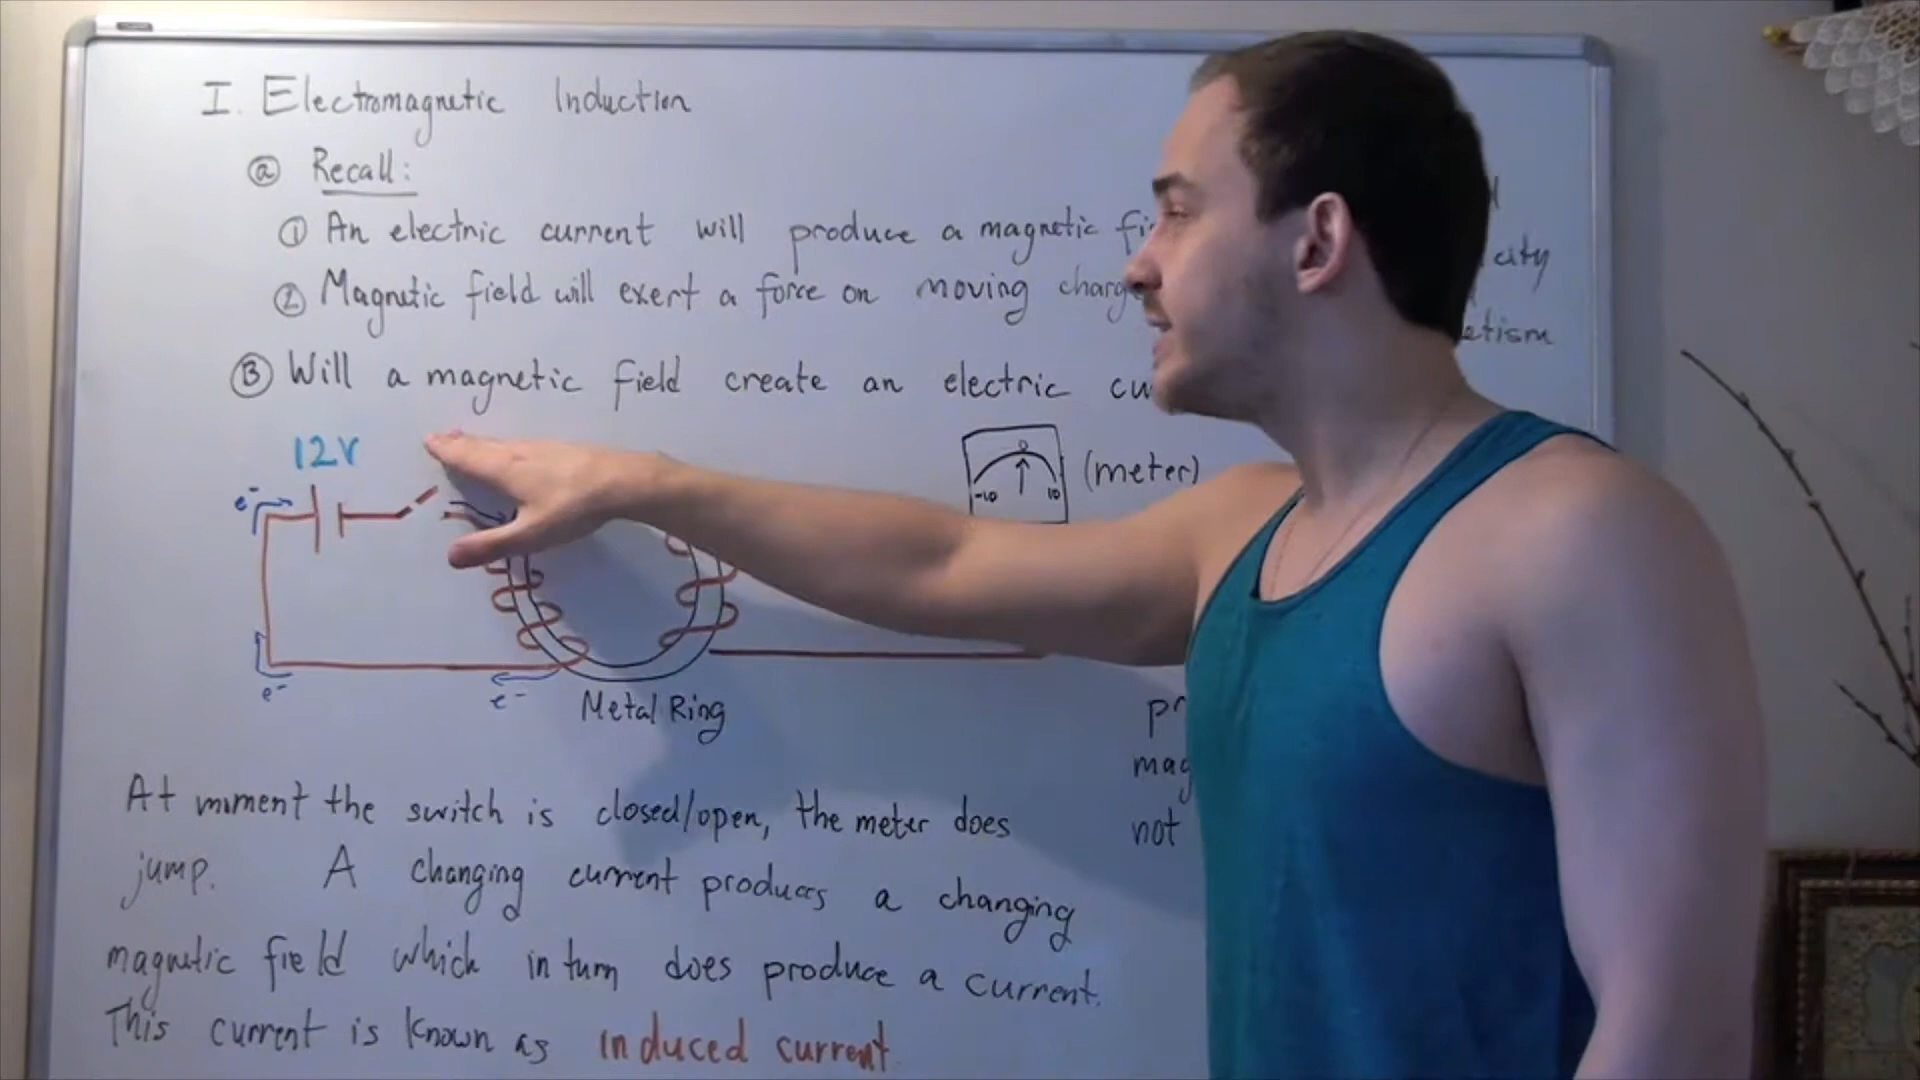 I. Electromagnetic Induction
ⓐ Recall:
① An electric current will produce a magnetic
② Magnetic field will exert a force on moving
Ⓑ Will a magnetic field create an electric
12V
(meter)
0
-10 10
e-
e-
e-
Metal Ring
At moment the switch is closed/open, the meter does
jump. A changing current produces a changing
magnetic field which in turn does produce a current.
This current is known as induced current.
not